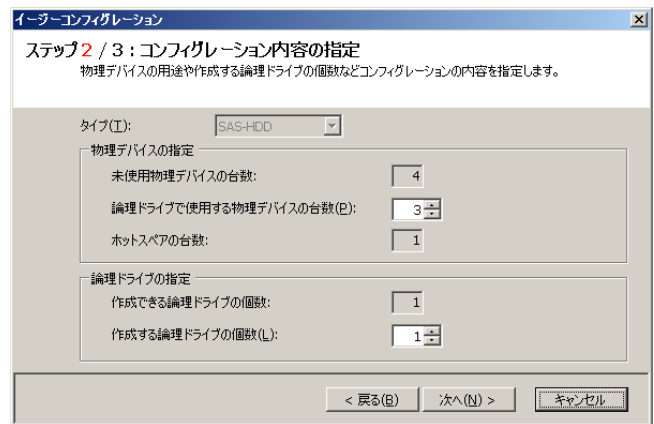 イージーコンフィグレーション
ステップ2 / 3 : コンフィグレーション内容の指定
物理デバイスの用途や作成する論理ドライブの個数などコンフィグレーションの内容を指定します。
タイプ(T): SAS-HDD
物理デバイスの指定
未使用物理デバイスの台数: 4
論理ドライブで使用する物理デバイスの台数(P): 3
ホットスペアの台数: 1
論理ドライブの指定
作成できる論理ドライブの個数: 1
作成する論理ドライブの個数(L): 1
< 戻る(B) 次へ(N) > キャンセル